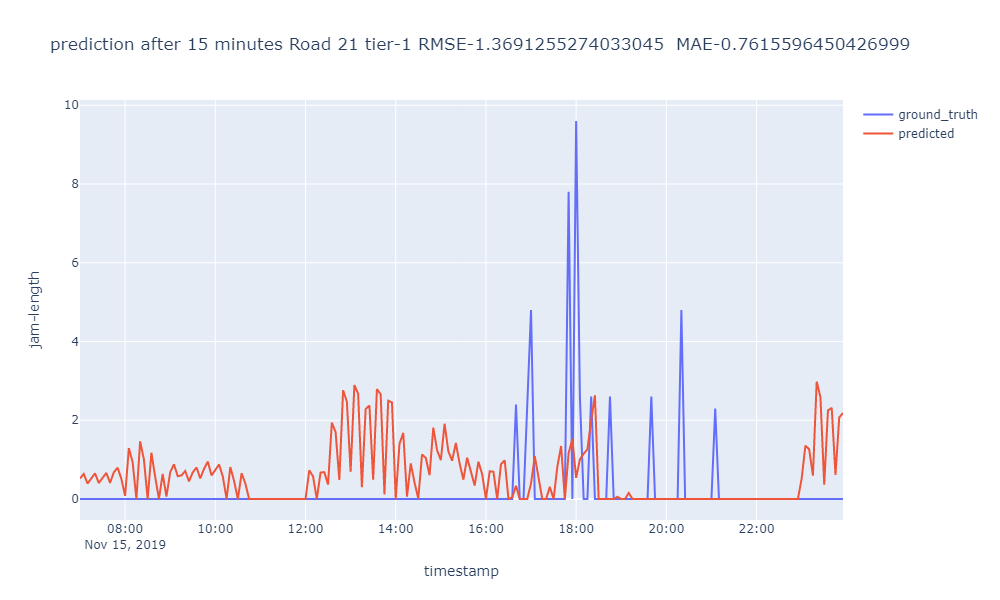 prediction after 15 minutes Road 21 tier-1 RMSE-1.3691255274033045  MAE-0.7615596450426999
ground_truth
predicted
10
8
6
4
2
0
jam-length
08:00 10:00 12:00 14:00 16:00 18:00 20:00 22:00
Nov 15, 2019
timestamp